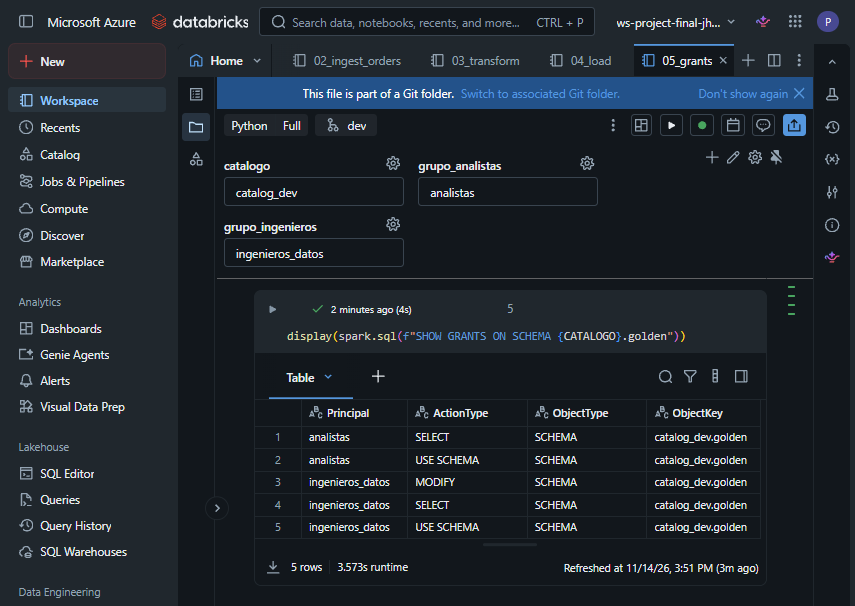 Microsoft Azure databricks Search data, notebooks, recents, and more... CTRL + P ws-project-final-jh... P
New
Workspace
Recents
Catalog
Jobs & Pipelines
Compute
Discover
Marketplace
Analytics
Dashboards
Genie Agents
Alerts
Visual Data Prep
Lakehouse
SQL Editor
Queries
Query History
SQL Warehouses
Data Engineering
Home 02_ingest_orders 03_transform 04_load 05_grants
This file is part of a Git folder. Switch to associated Git folder. Don't show again
Python Full dev
catalogo grupo_analistas
catalog_dev analistas
grupo_ingenieros
ingenieros_datos
2 minutes ago (4s) 5
display(spark.sql(f"SHOW GRANTS ON SCHEMA {CATALOGO}.golden"))
Table
Principal ActionType ObjectType ObjectKey
1 analistas SELECT SCHEMA catalog_dev.golden
2 analistas USE SCHEMA SCHEMA catalog_dev.golden
3 ingenieros_datos MODIFY SCHEMA catalog_dev.golden
4 ingenieros_datos SELECT SCHEMA catalog_dev.golden
5 ingenieros_datos USE SCHEMA SCHEMA catalog_dev.golden
5 rows 3.573s runtime Refreshed at 11/14/26, 3:51 PM (3m ago)